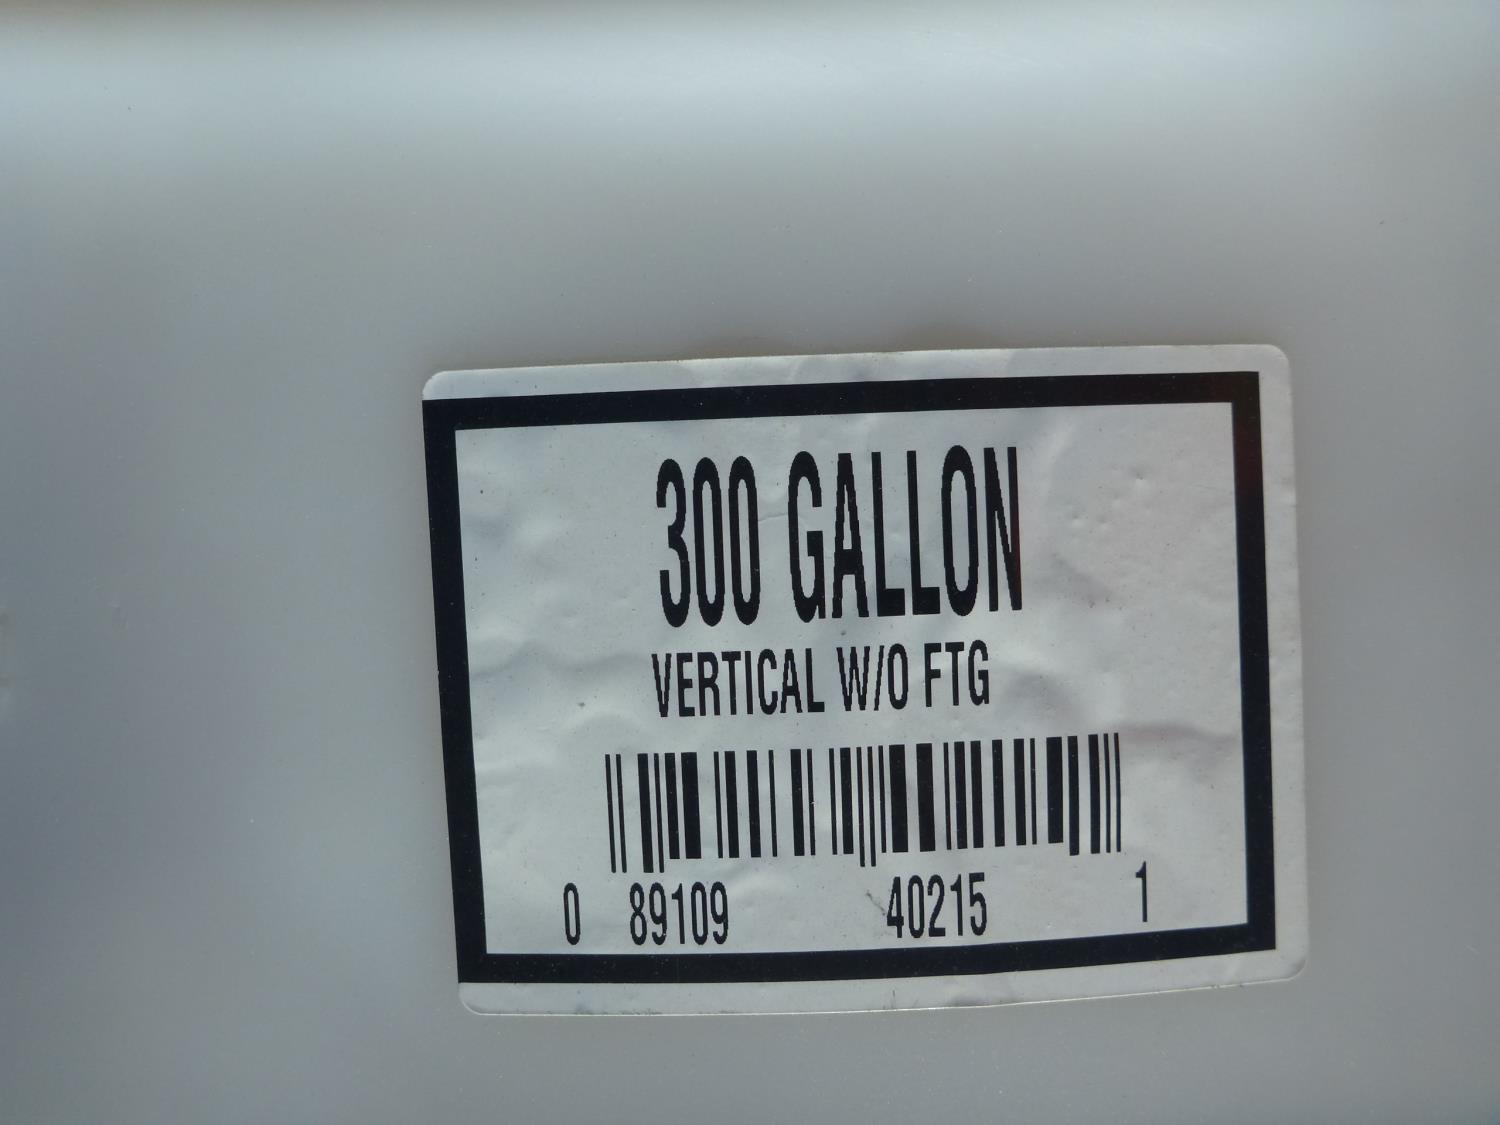 300 GALLON
VERTICAL W/O FTG
0 89109 40215 1